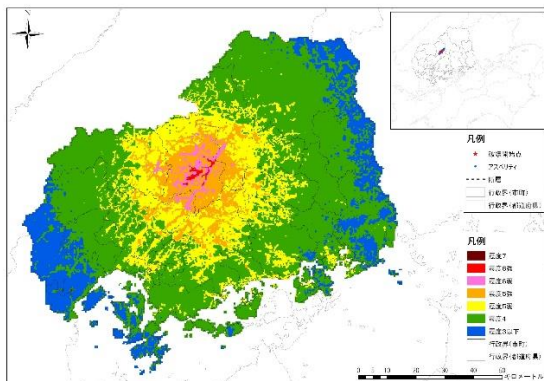 凡例
破壊開始点
アスペリティ
断層
行政界(市町)
行政界(都道府県)
凡例
震度7
震度6強
震度6弱
震度5強
震度5弱
震度4
震度3以下
行政界(市町)
行政界(都道府県)
0 5 10 20 30 40 50
キロメートル